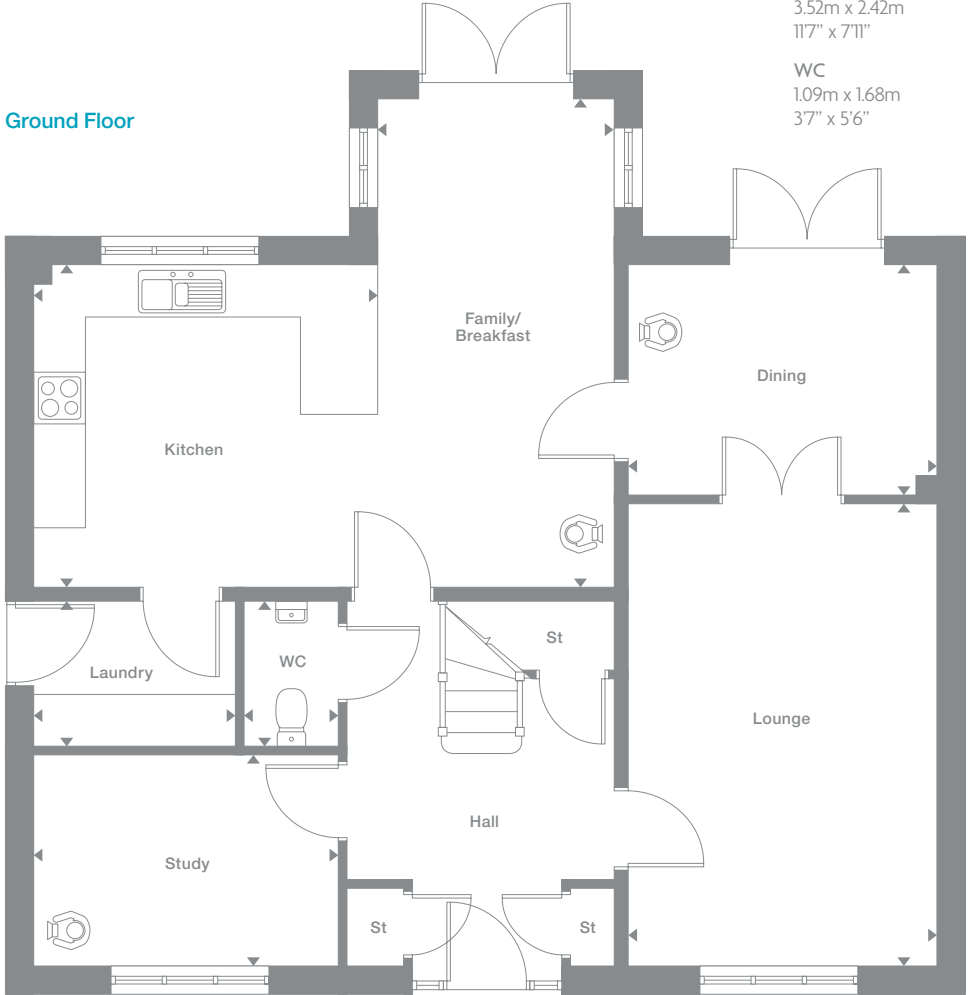 3.52m x 2.42m
11'7" x 7'11"
WC
1.09m x 1.68m
3'7" x 5'6"
Ground Floor
Family/
Breakfast
Dining
Kitchen
St
WC
Laundry
Lounge
Hall
Study
St
St